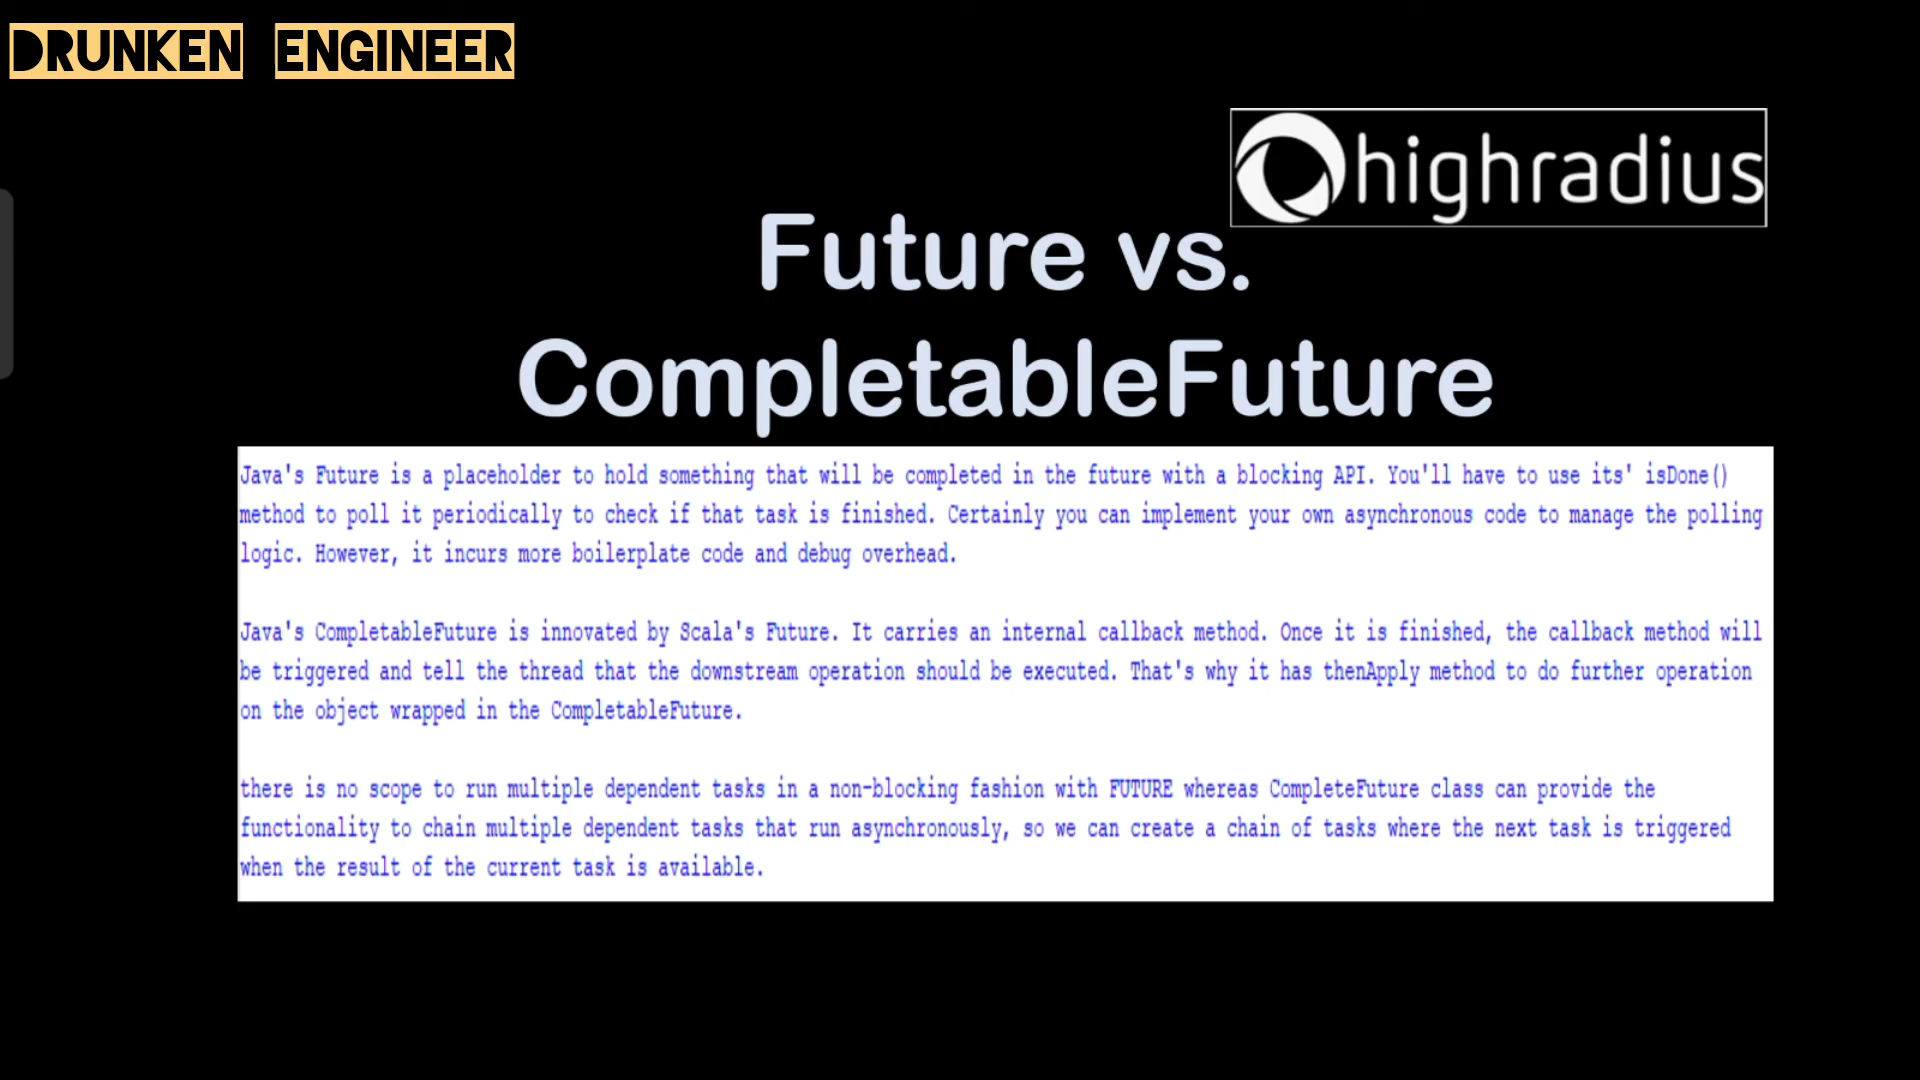 DRUNKEN ENGINEER
highradius
Future vs.
CompletableFuture
Java's Future is a placeholder to hold something that will be completed in the future with a blocking API. You'll have to use its' isDone()
method to poll it periodically to check if that task is finished. Certainly you can implement your own asynchronous code to manage the polling
logic. However, it incurs more boilerplate code and debug overhead.
Java's CompletableFuture is innovated by Scala's Future. It carries an internal callback method. Once it is finished, the callback method will
be triggered and tell the thread that the downstream operation should be executed. That's why it has thenApply method to do further operation
on the object wrapped in the CompletableFuture.
there is no scope to run multiple dependent tasks in a non-blocking fashion with FUTURE whereas CompleteFuture class can provide the
functionality to chain multiple dependent tasks that run asynchronously, so we can create a chain of tasks where the next task is triggered
when the result of the current task is available.